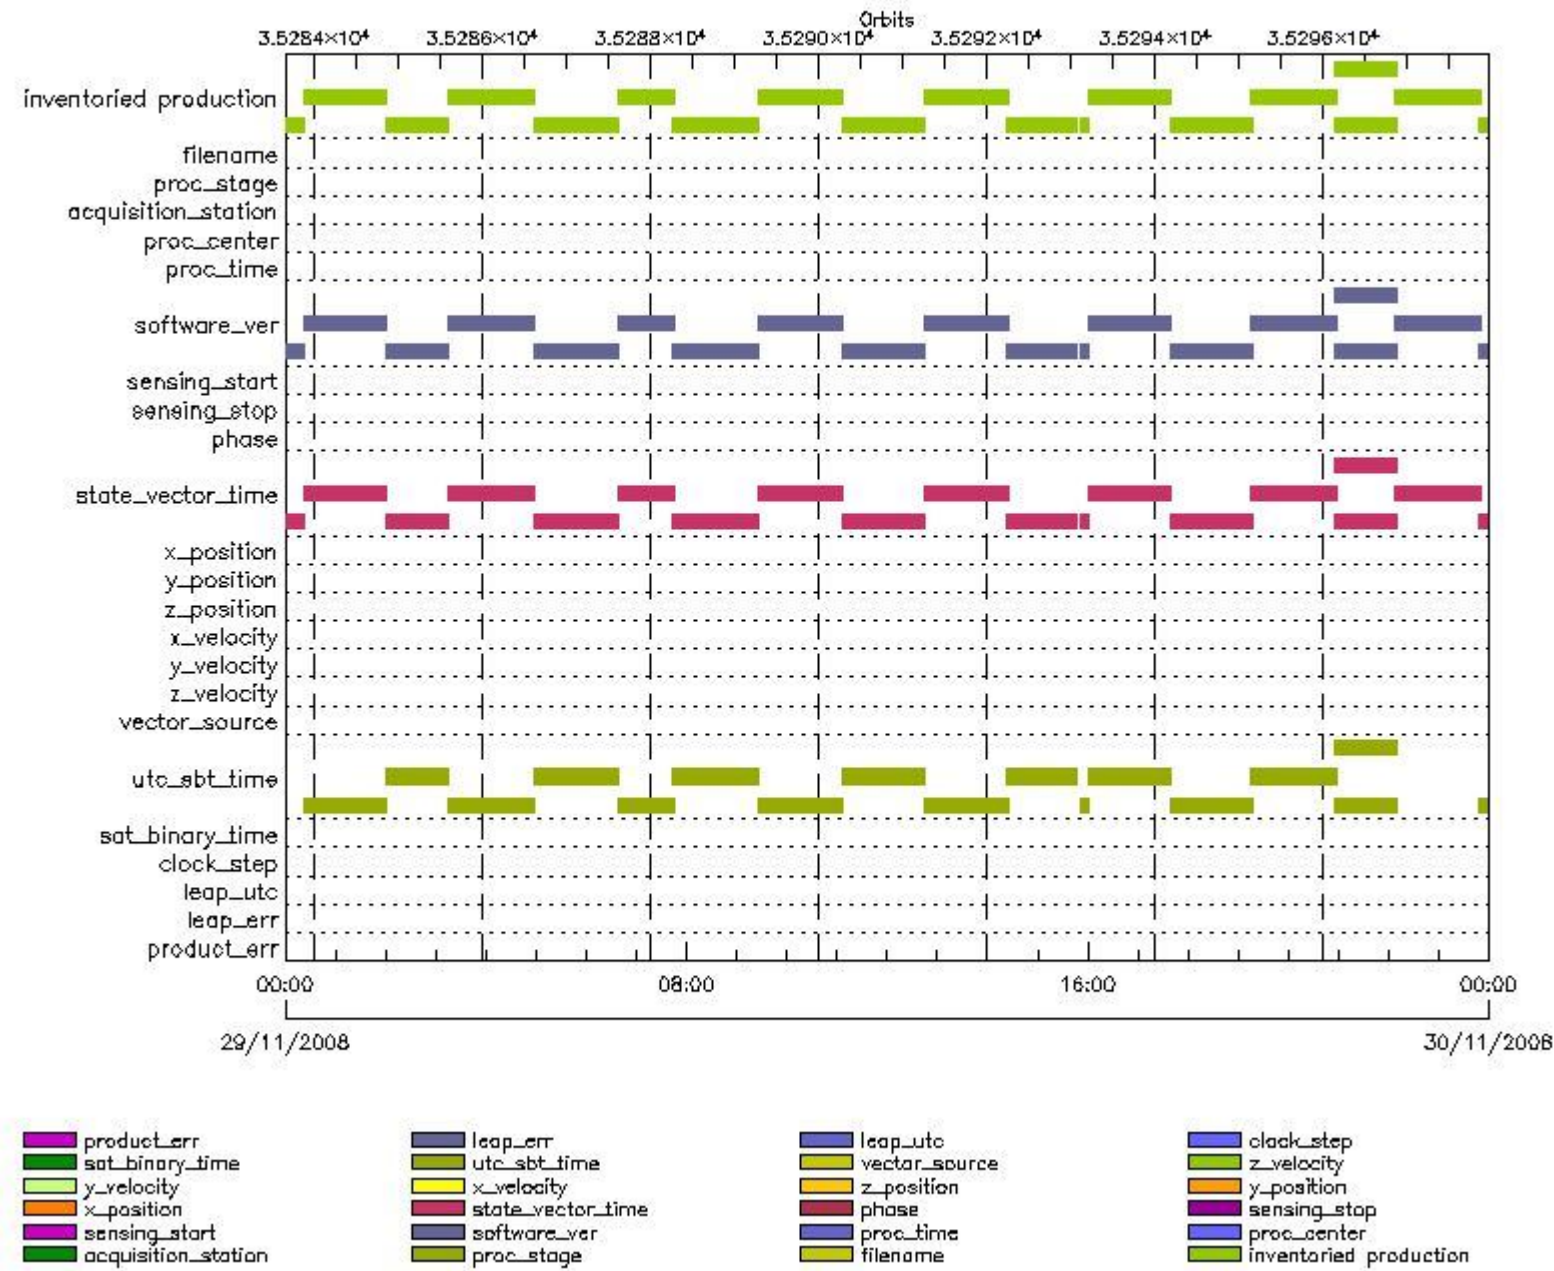 Orbits
3.5284×10⁴ 3.5286×10⁴ 3.5288×10⁴ 3.5290×10⁴ 3.5292×10⁴ 3.5294×10⁴ 3.5296×10⁴
inventoried production
filename
proc_stage
acquisition_station
proc_center
proc_time
software_ver
sensing_start
sensing_stop
phase
state_vector_time
x_position
y_position
z_position
x_velocity
y_velocity
z_velocity
vector_source
utc_sbt_time
sat_binary_time
clock_step
leap_utc
leap_err
product_err
00:00 08:00 16:00 00:00
29/11/2008 30/11/2008
product_err leap_err leap_utc clock_step
sat_binary_time utc_sbt_time vector_source z_velocity
y_velocity x_velocity z_position y_position
x_position state_vector_time phase sensing_stop
sensing_start software_ver proc_time proc_center
acquisition_station proc_stage filename inventoried production